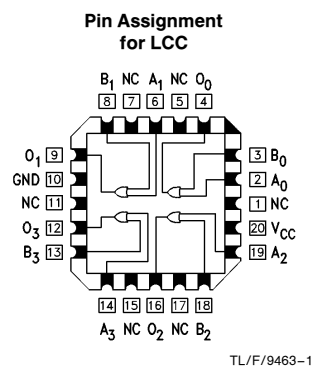 Pin Assignment
for LCC
B1 NC A1 NC O0
8 7 6 5 4
O1 9
GND 10
NC 11
O3 12
B3 13
3 B0
2 A0
1 NC
20 VCC
19 A2
14 15 16 17 18
A3 NC O2 NC B2
TL/F/9463–1